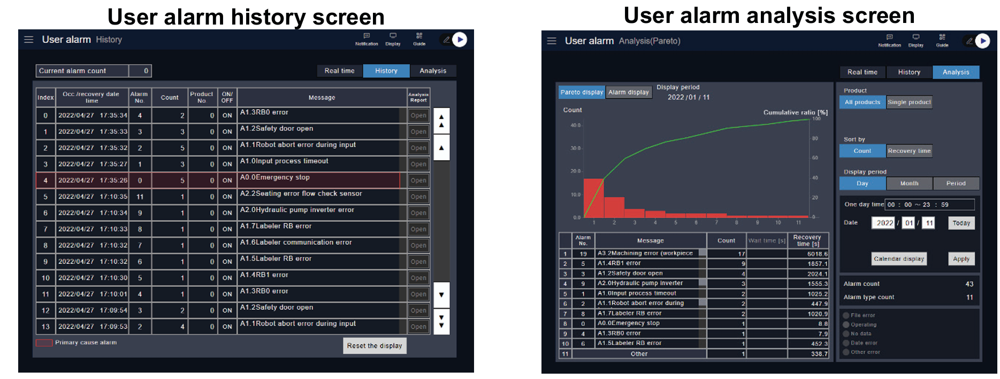 User alarm history screen
User alarm History
Notification Display Guide
Current alarm count 0
Real time History Analysis
Index Occ./recovery date time Alarm No. Count Product No. ON/OFF Message Analysis Report
0 2022/04/27 17:35:34 4 2 0 ON A1.3RB0 error Open
1 2022/04/27 17:35:33 3 3 0 ON A1.2Safety door open Open
2 2022/04/27 17:35:32 2 5 0 ON A1.1Robot abort error during input Open
3 2022/04/27 17:35:27 1 3 0 ON A1.0Input process timeout Open
4 2022/04/27 17:35:26 0 5 0 ON A0.0Emergency stop Open
5 2022/04/27 17:10:35 11 1 0 ON A2.2Seating error flow check sensor Open
6 2022/04/27 17:10:34 9 1 0 ON A2.0Hydraulic pump inverter error Open
7 2022/04/27 17:10:33 8 1 0 ON A1.7Labeler RB error Open
8 2022/04/27 17:10:32 7 1 0 ON A1.6Labeler communication error Open
9 2022/04/27 17:10:32 6 1 0 ON A1.5Labeler RB error Open
10 2022/04/27 17:10:30 5 1 0 ON A1.4RB1 error Open
11 2022/04/27 17:10:01 4 1 0 ON A1.3RB0 error Open
12 2022/04/27 17:09:54 3 2 0 ON A1.2Safety door open Open
13 2022/04/27 17:09:53 2 4 0 ON A1.1Robot abort error during input Open
Primary cause alarm
Reset the display
User alarm analysis screen
User alarm Analysis(Pareto)
Notification Display Guide
Real time History Analysis
Pareto display Alarm display
Display period
2022 / 01 / 11
Count
Cumulative ratio [%]
40.0
30.0
20.0
10.0
0.0
100
80
60
40
20
0
1 2 3 4 5 6 7 8 9 10 11
Alarm No. Message Count Wait time [s] Recovery time [s]
1 19 A3.2Machining error (workpiece 17 6018.6
2 5 A1.4RB1 error 9 1857.1
3 3 A1.2Safety door open 4 2024.1
4 9 A2.0Hydraulic pump inverter 3 1555.3
5 1 A1.0Input process timeout 2 1025.2
6 2 A1.1Robot abort error during 2 447.9
7 8 A1.7Labeler RB error 2 1020.9
8 0 A0.0Emergency stop 1 8.8
9 4 A1.3RB0 error 1 7.9
10 6 A1.5Labeler RB error 1 452.3
11 Other 1 338.7
Product
All products Single product
Sort by
Count Recovery time
Display period
Day Month Period
One day time 00 : 00 ～ 23 : 59
Date 2022 / 01 / 11 Today
Calendar display Apply
Alarm count 43
Alarm type count 11
File error
Operating
No data
Date error
Other error